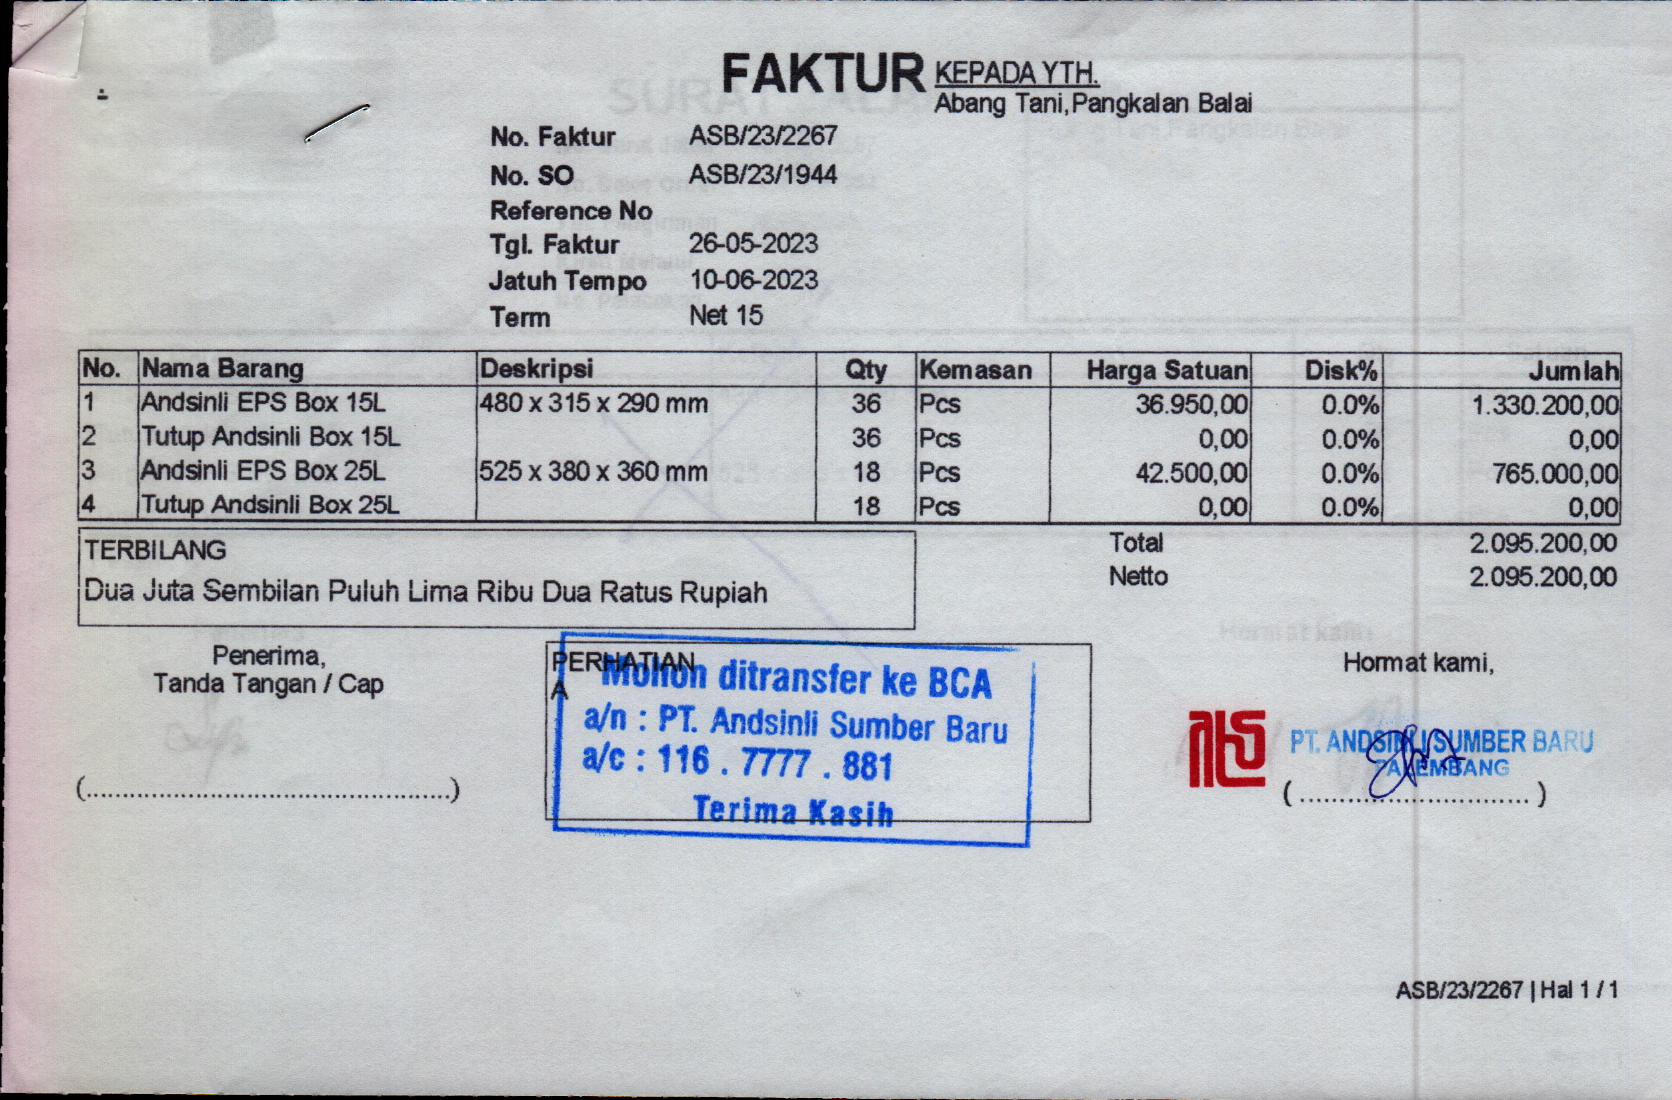 FAKTUR
KEPADA YTH.
Abang Tani,Pangkalan Balai
No. Faktur ASB/23/2267
No. SO ASB/23/1944
Reference No
Tgl. Faktur 26-05-2023
Jatuh Tempo 10-06-2023
Term Net 15
No. Nama Barang Deskripsi Qty Kemasan Harga Satuan Disk% Jumlah
1 Andsinli EPS Box 15L 480 x 315 x 290 mm 36 Pcs 36.950,00 0.0% 1.330.200,00
2 Tutup Andsinli Box 15L 36 Pcs 0,00 0.0% 0,00
3 Andsinli EPS Box 25L 525 x 380 x 360 mm 18 Pcs 42.500,00 0.0% 765.000,00
4 Tutup Andsinli Box 25L 18 Pcs 0,00 0.0% 0,00
TERBILANG
Dua Juta Sembilan Puluh Lima Ribu Dua Ratus Rupiah
Total 2.095.200,00
Netto 2.095.200,00
Penerima,
Tanda Tangan / Cap
(................................................)
PERHATIAN
A
Mohon ditransfer ke BCA
a/n : PT. Andsinli Sumber Baru
a/c : 116 . 7777 . 881
Terima Kasih
Hormat kami,
PT. ANDSINLI SUMBER BARU
PALEMBANG
( .............................. )
ASB/23/2267 | Hal 1 / 1